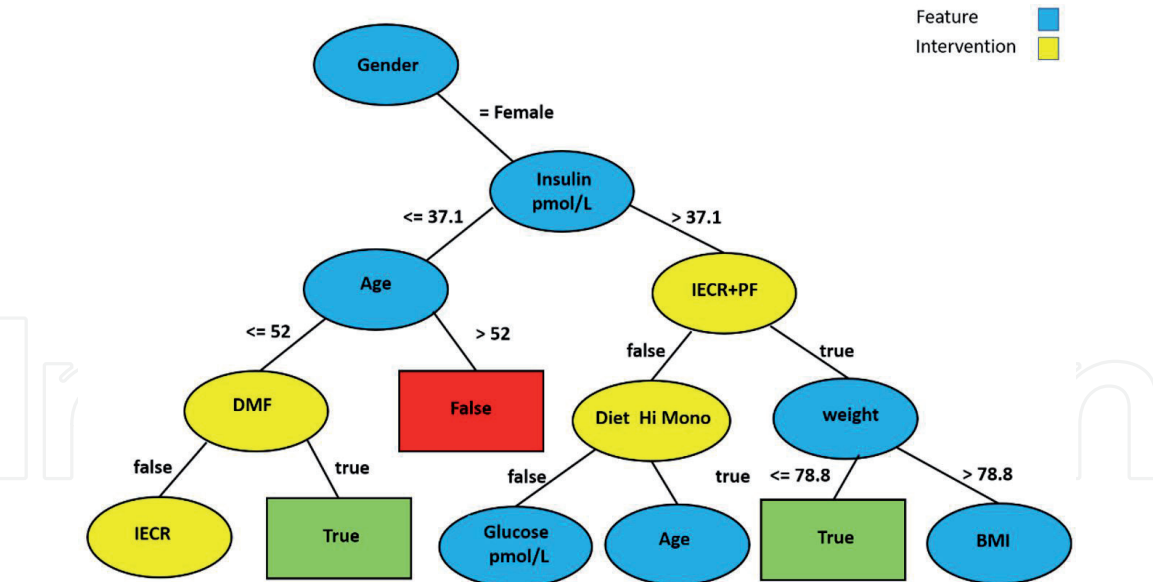 Feature
Intervention
Gender
= Female
Insulin
pmol/L
<= 37.1
> 37.1
Age
IECR+PF
<= 52
> 52
false
true
DMF
False
Diet Hi Mono
weight
false
true
false
true
<= 78.8
> 78.8
IECR
True
Glucose
pmol/L
Age
True
BMI